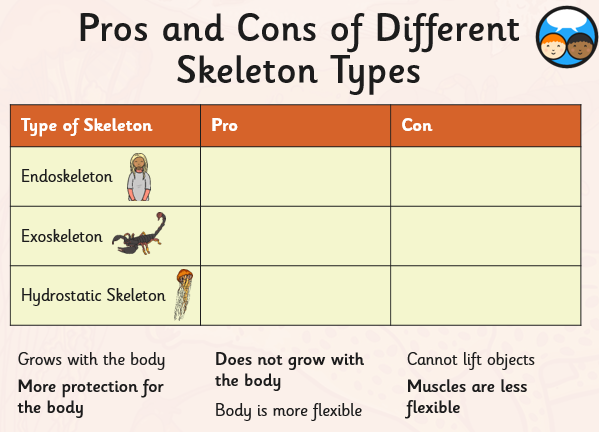 Pros and Cons of Different
Skeleton Types
Type of Skeleton
Pro
Con
Endoskeleton
Exoskeleton
Hydrostatic Skeleton
Grows with the body
More protection for
the body
Does not grow with
the body
Body is more flexible
Cannot lift objects
Muscles are less
flexible